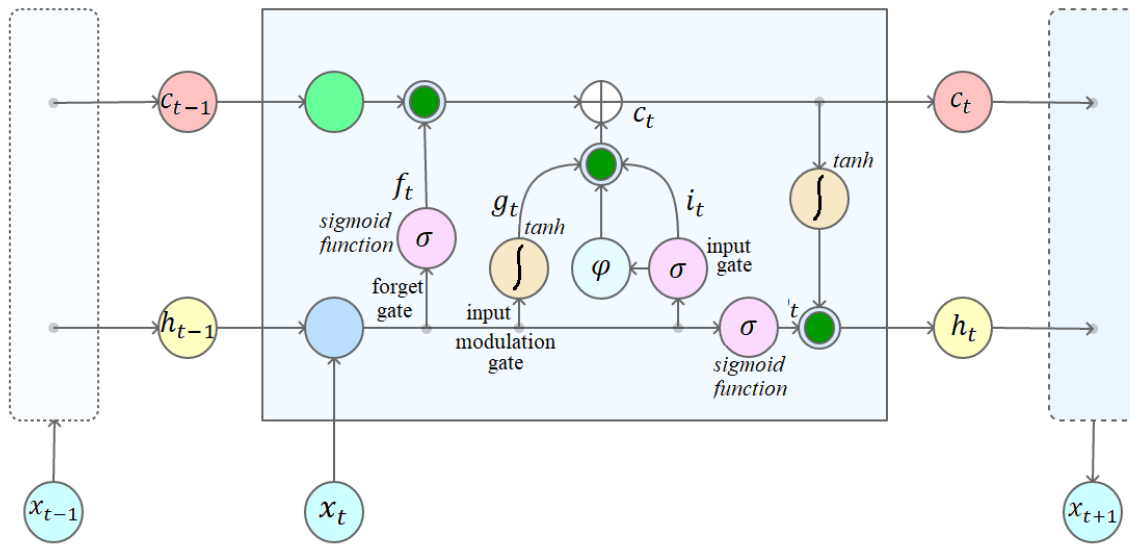 c_{t−1}
c_t
c_t
tanh
f_t
g_t
i_t
sigmoid
function
tanh
σ
φ
σ
input
gate
forget
gate
input
h_{t−1}
modulation
gate
σ
't
h_t
sigmoid
function
x_{t−1}
x_t
x_{t+1}